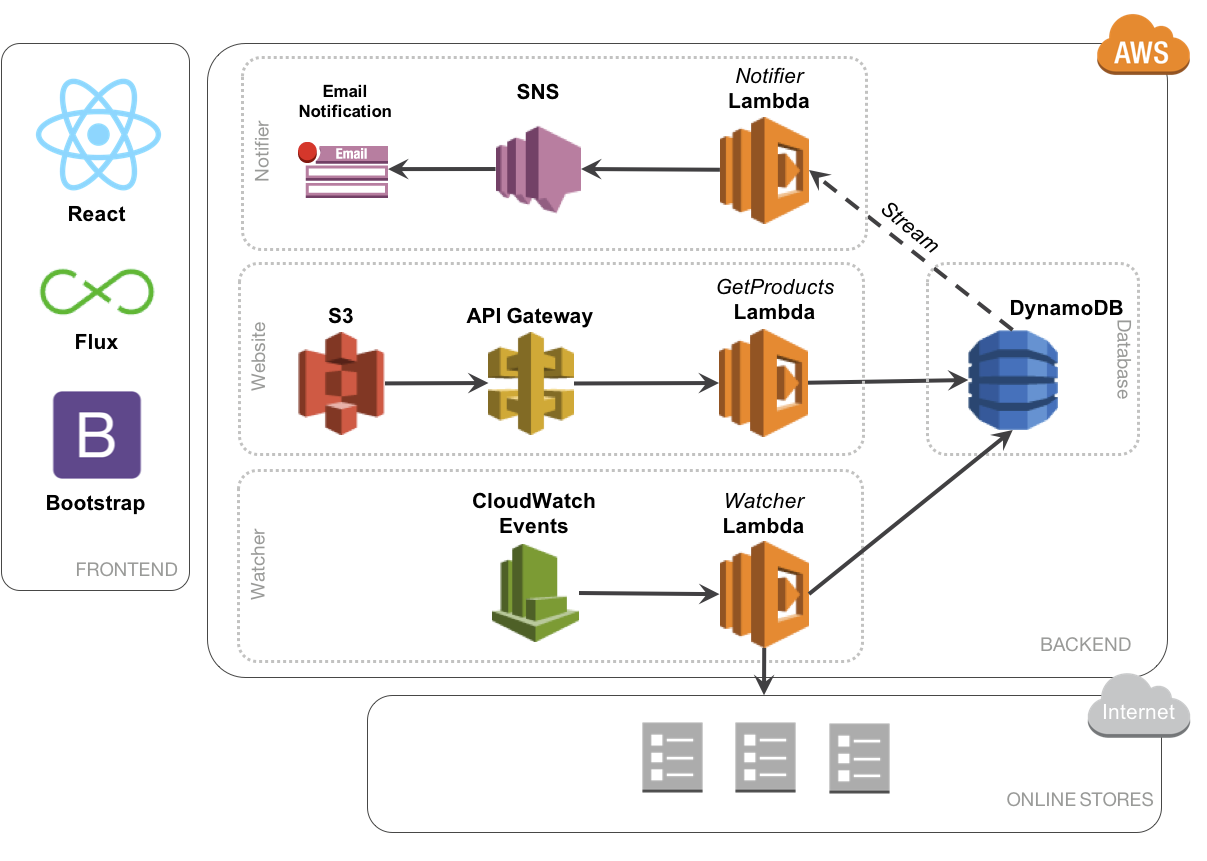 AWS
React
Flux
B
Bootstrap
FRONTEND
Notifier
Email
Notification
Email
SNS
Notifier
Lambda
Stream
Website
S3
API Gateway
GetProducts
Lambda
DynamoDB
Database
Watcher
CloudWatch
Events
Watcher
Lambda
BACKEND
Internet
ONLINE STORES